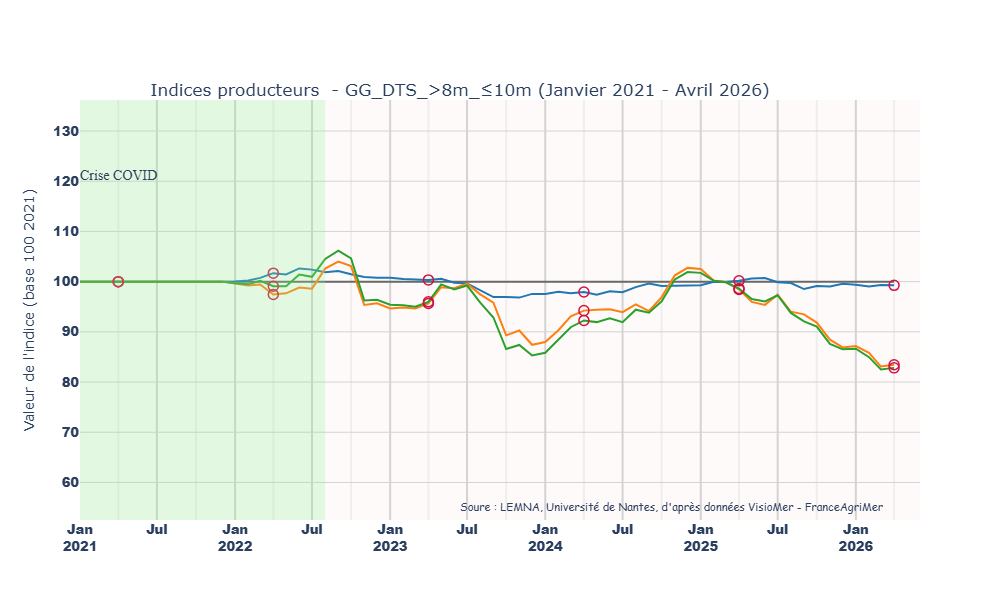 Indices producteurs  - GG_DTS_>8m_≤10m (Janvier 2021 - Avril 2026)
Valeur de l'indice (base 100 2021)
130
120
110
100
90
80
70
60
Crise COVID
Soure : LEMNA, Université de Nantes, d'après données VisioMer - FranceAgriMer
Jan Jul Jan Jul Jan Jul Jan Jul Jan Jul Jan
2021 2022 2023 2024 2025 2026